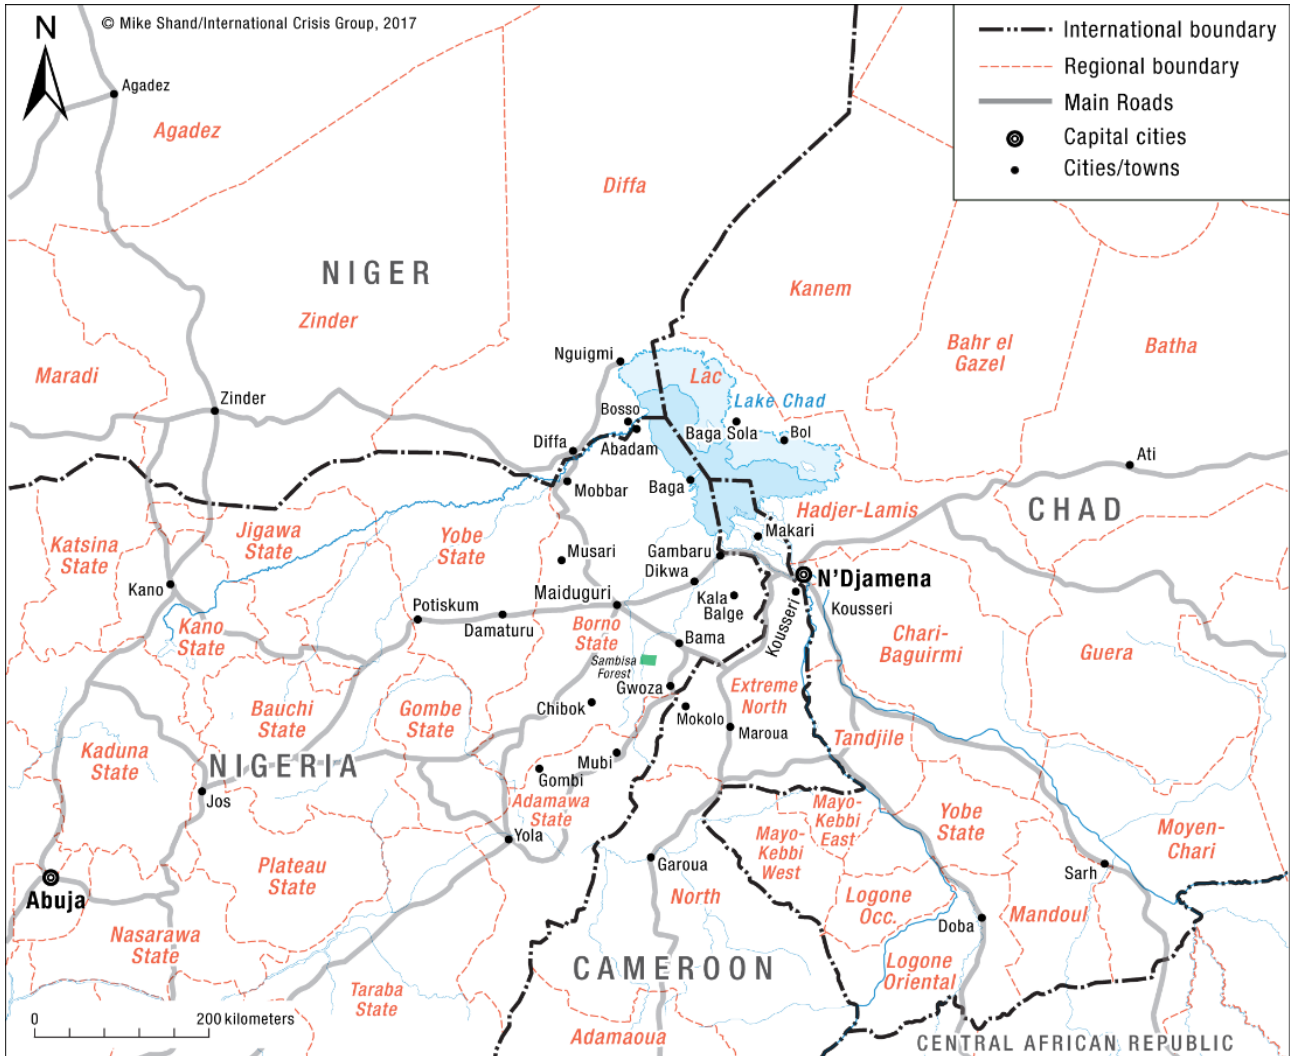 N
© Mike Shand/International Crisis Group, 2017
International boundary
Regional boundary
Main Roads
Capital cities
Cities/towns
Agadez
Agadez
Diffa
NIGER
Zinder
Kanem
Bahr el
Gazel
Batha
Maradi
Nguigmi
Lac
Lake Chad
Zinder
Bosso
Abadam
Baga Sola
Bol
Diffa
Mobbar
Baga
Ati
CHAD
Hadjer-Lamis
Makari
Katsina
State
Jigawa
State
Yobe
State
Musari
Gambaru
Dikwa
N'Djamena
Kano
Maiduguri
Kala
Balge
Kousseri
Kousseri
Potiskum
Damaturu
Borno
State
Bama
Kano
State
Chari-
Baguirmi
Guera
Sambisa
Forest
Gwoza
Extreme
North
Bauchi
State
Gombe
State
Chibok
Mokolo
Maroua
Tandjile
Kaduna
State
NIGERIA
Mubi
Gombi
Jos
Adamawa
State
Yola
Mayo-
Kebbi
East
Mayo-
Kebbi
West
Yobe
State
Moyen-
Chari
Plateau
State
Garoua
Sarh
Abuja
North
Logone
Occ.
Mandoul
Doba
Nasarawa
State
CAMEROON
Logone
Oriental
Taraba
State
Adamaoua
0
200 kilometers
CENTRAL AFRICAN REPUBLIC